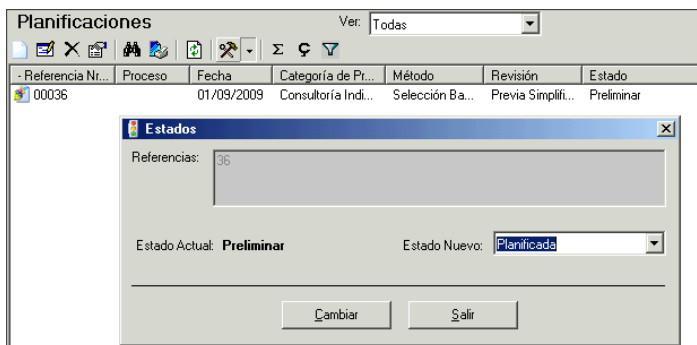 Planificaciones
Ver: Todas
Σ Ç
- Referencia Nr... Proceso Fecha Categoría de Pr... Método Revisión Estado
00036 01/09/2009 Consultoría Indi... Selección Ba... Previa Simplifi... Preliminar
Estados
Referencias: 36
Estado Actual: Preliminar Estado Nuevo: Planificada
Cambiar Salir